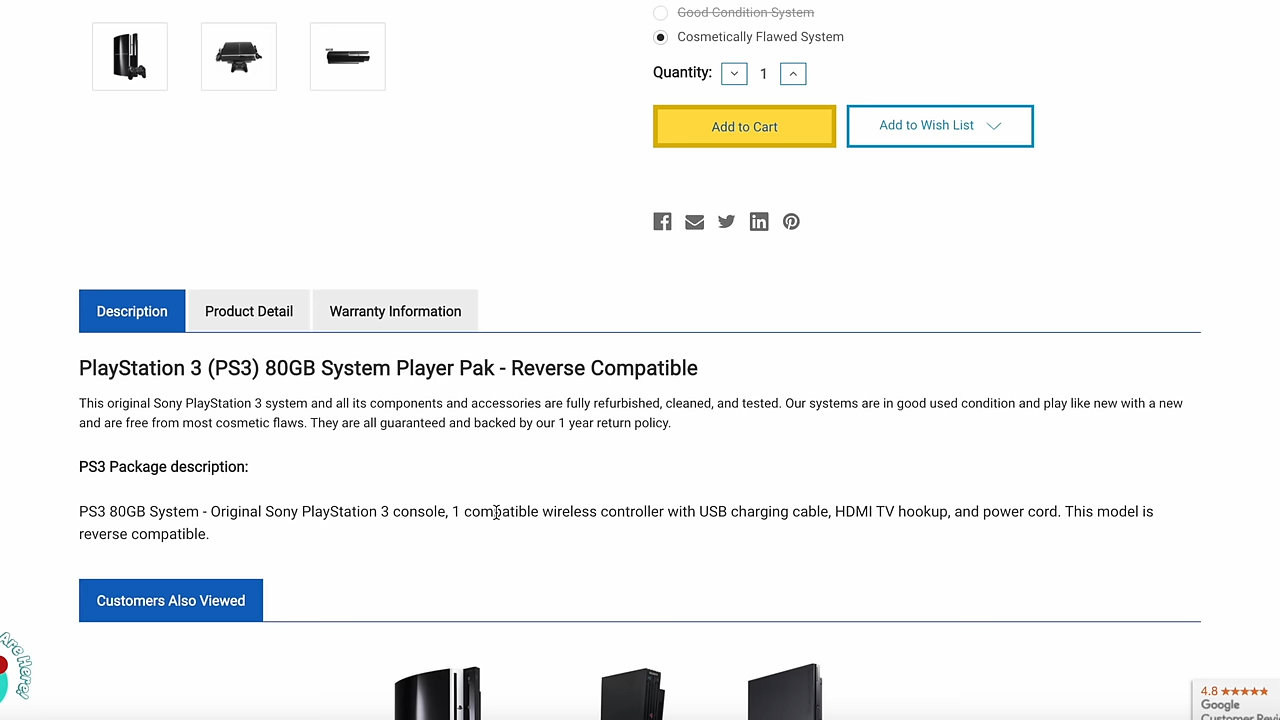 Good Condition System
Cosmetically Flawed System
Quantity: 1
Add to Cart
Add to Wish List
Description
Product Detail
Warranty Information
PlayStation 3 (PS3) 80GB System Player Pak - Reverse Compatible
This original Sony PlayStation 3 system and all its components and accessories are fully refurbished, cleaned, and tested. Our systems are in good used condition and play like new with a new
and are free from most cosmetic flaws. They are all guaranteed and backed by our 1 year return policy.
PS3 Package description:
PS3 80GB System - Original Sony PlayStation 3 console, 1 compatible wireless controller with USB charging cable, HDMI TV hookup, and power cord. This model is
reverse compatible.
Customers Also Viewed
Are Here!
4.8
Google
Customer